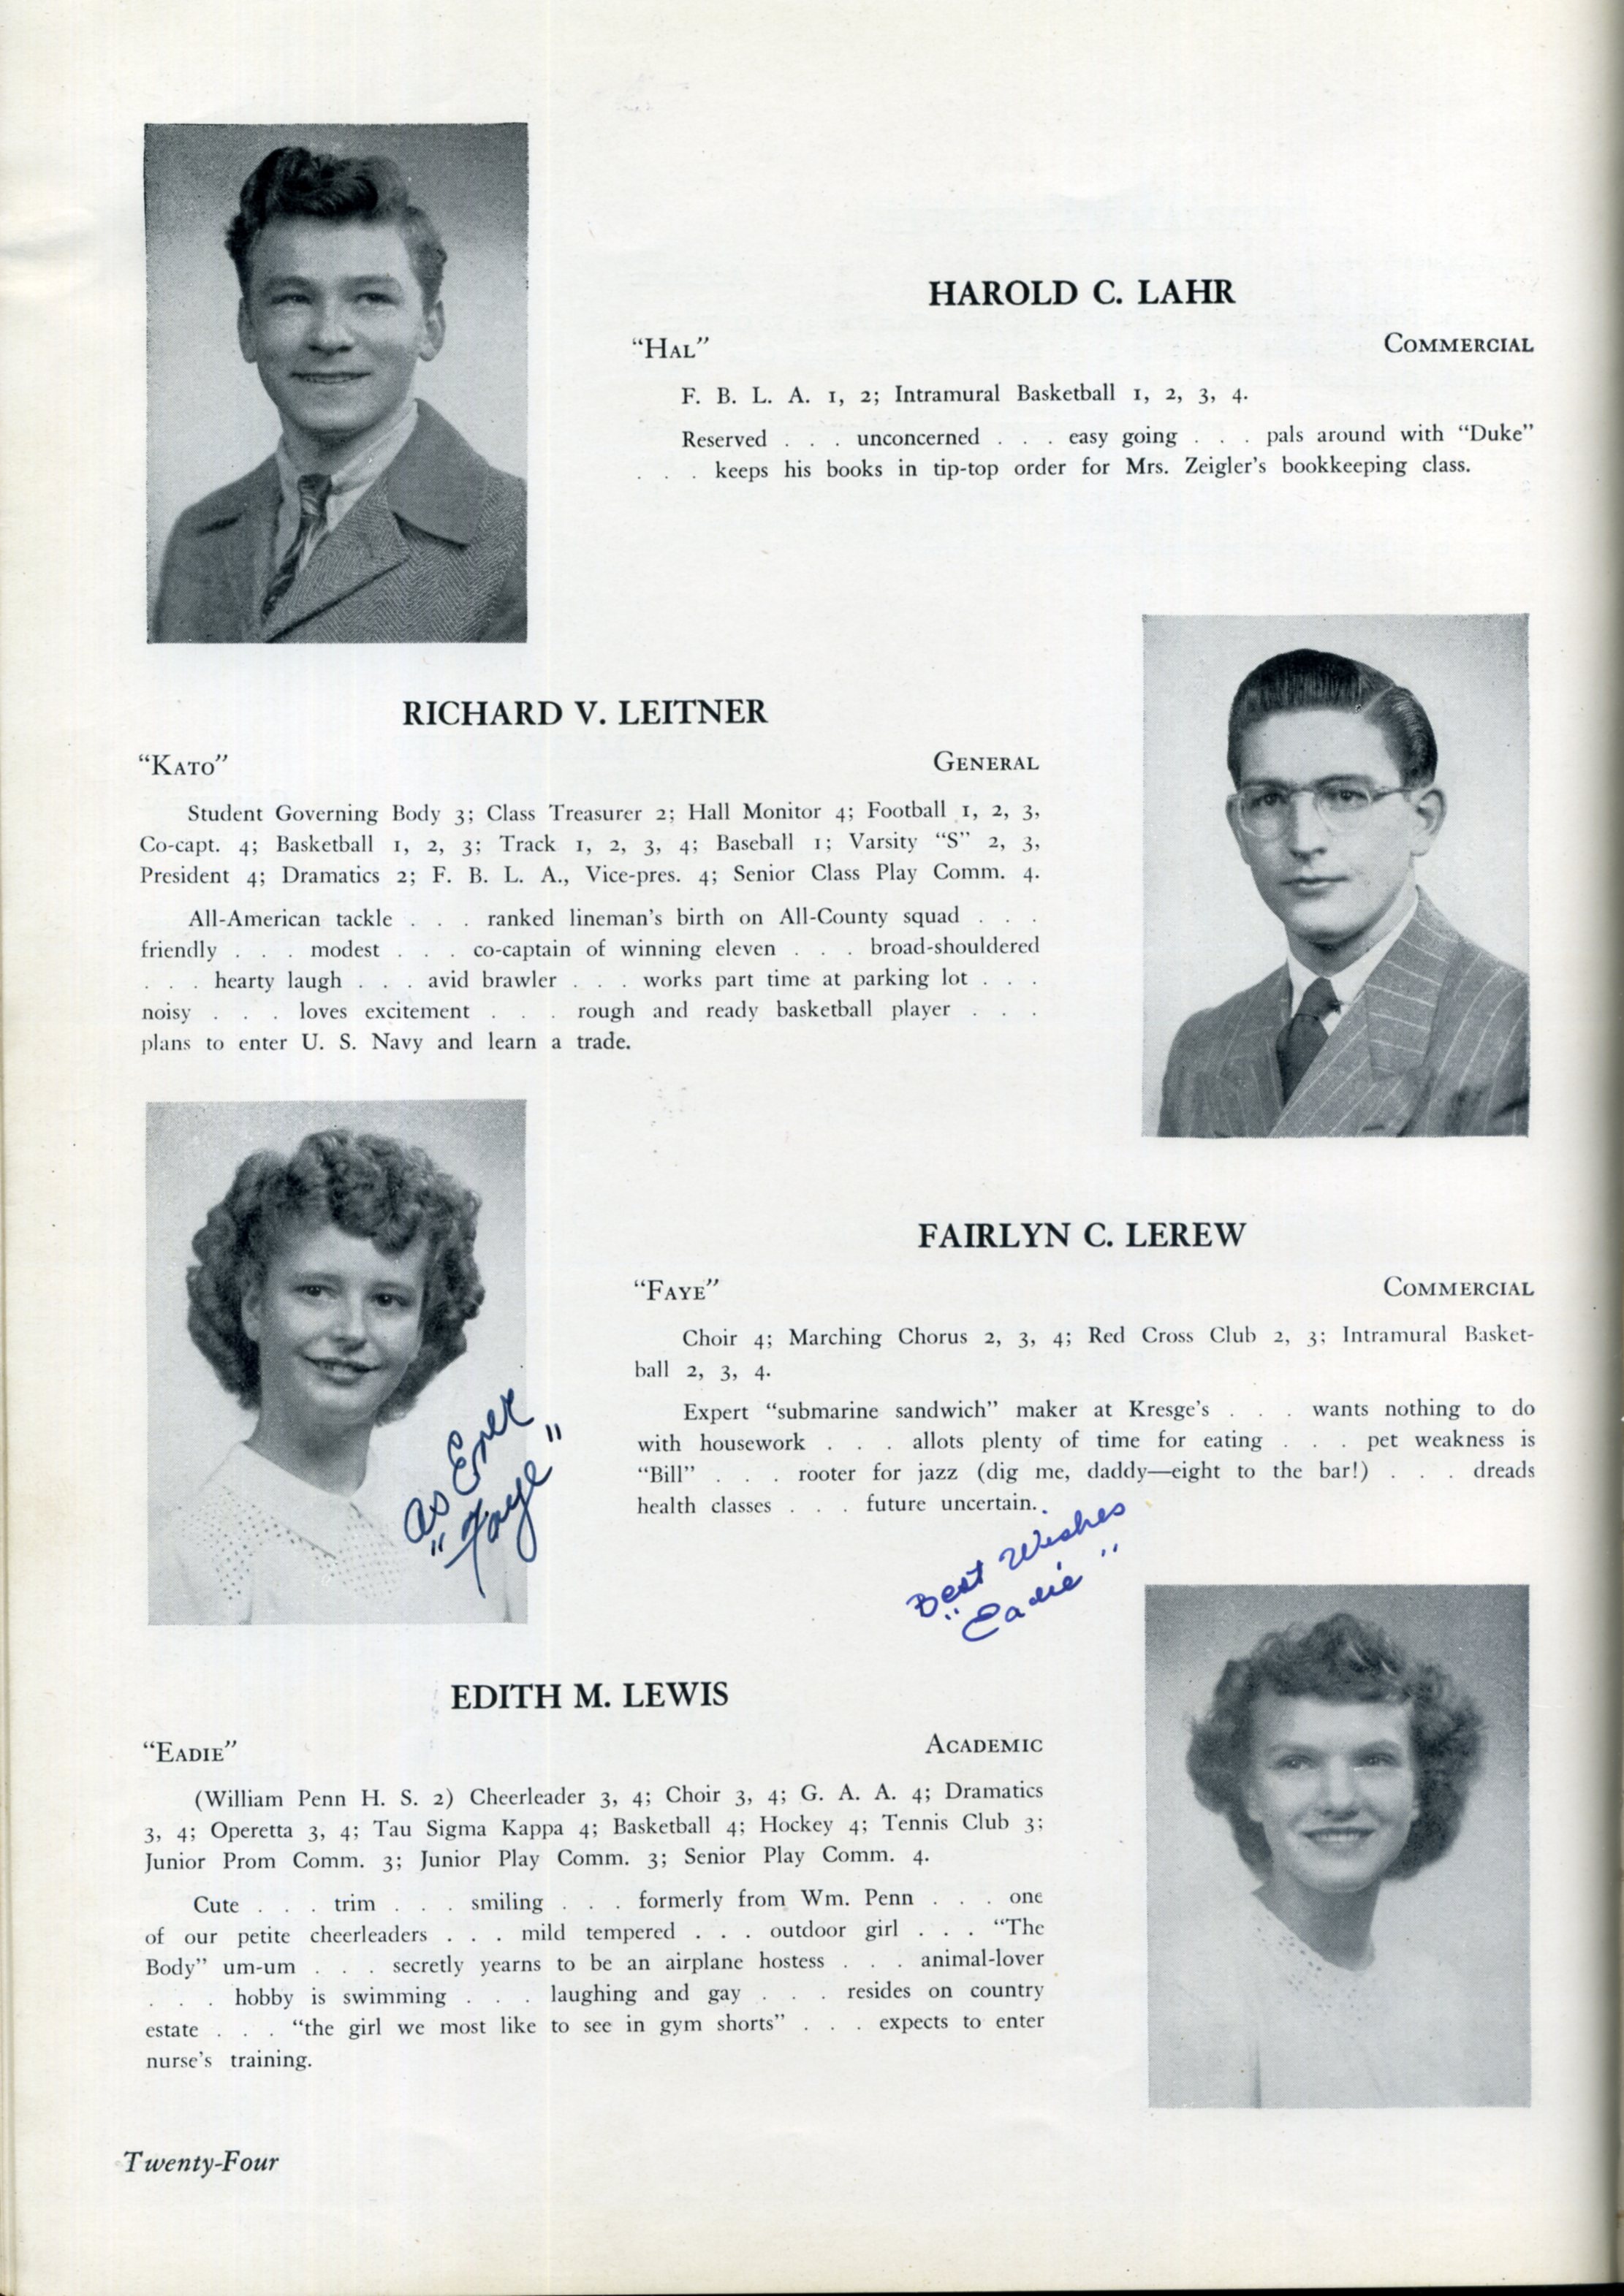 HAROLD C. LAHR
"HAL" COMMERCIAL
F. B. L. A. 1, 2; Intramural Basketball 1, 2, 3, 4.
Reserved . . . unconcerned . . . easy going . . . pals around with "Duke"
. . . keeps his books in tip-top order for Mrs. Zeigler's bookkeeping class.
RICHARD V. LEITNER
"KATO" GENERAL
Student Governing Body 3; Class Treasurer 2; Hall Monitor 4; Football 1, 2, 3,
Co-capt. 4; Basketball 1, 2, 3; Track 1, 2, 3, 4; Baseball 1; Varsity "S" 2, 3,
President 4; Dramatics 2; F. B. L. A., Vice-pres. 4; Senior Class Play Comm. 4.
All-American tackle . . . ranked lineman's birth on All-County squad . . .
friendly . . . modest . . . co-captain of winning eleven . . . broad-shouldered
. . . hearty laugh . . . avid brawler . . . works part time at parking lot . . .
noisy . . . loves excitement . . . rough and ready basketball player . . .
plans to enter U. S. Navy and learn a trade.
FAIRLYN C. LEREW
"FAYE" COMMERCIAL
Choir 4; Marching Chorus 2, 3, 4; Red Cross Club 2, 3; Intramural Basket-
ball 2, 3, 4.
Expert "submarine sandwich" maker at Kresge's . . . wants nothing to do
with housework . . . allots plenty of time for eating . . . pet weakness is
"Bill" . . . rooter for jazz (dig me, daddy—eight to the bar!) . . . dreads
health classes . . . future uncertain.
As Ever
"Faye"
Best Wishes
"Eadie"
EDITH M. LEWIS
"EADIE" ACADEMIC
(William Penn H. S. 2) Cheerleader 3, 4; Choir 3, 4; G. A. A. 4; Dramatics
3, 4; Operetta 3, 4; Tau Sigma Kappa 4; Basketball 4; Hockey 4; Tennis Club 3;
Junior Prom Comm. 3; Junior Play Comm. 3; Senior Play Comm. 4.
Cute . . . trim . . . smiling . . . formerly from Wm. Penn . . . one
of our petite cheerleaders . . . mild tempered . . . outdoor girl . . . "The
Body" um-um . . . secretly yearns to be an airplane hostess . . . animal-lover
. . . hobby is swimming . . . laughing and gay . . . resides on country
estate . . . "the girl we most like to see in gym shorts" . . . expects to enter
nurse's training.
Twenty-Four